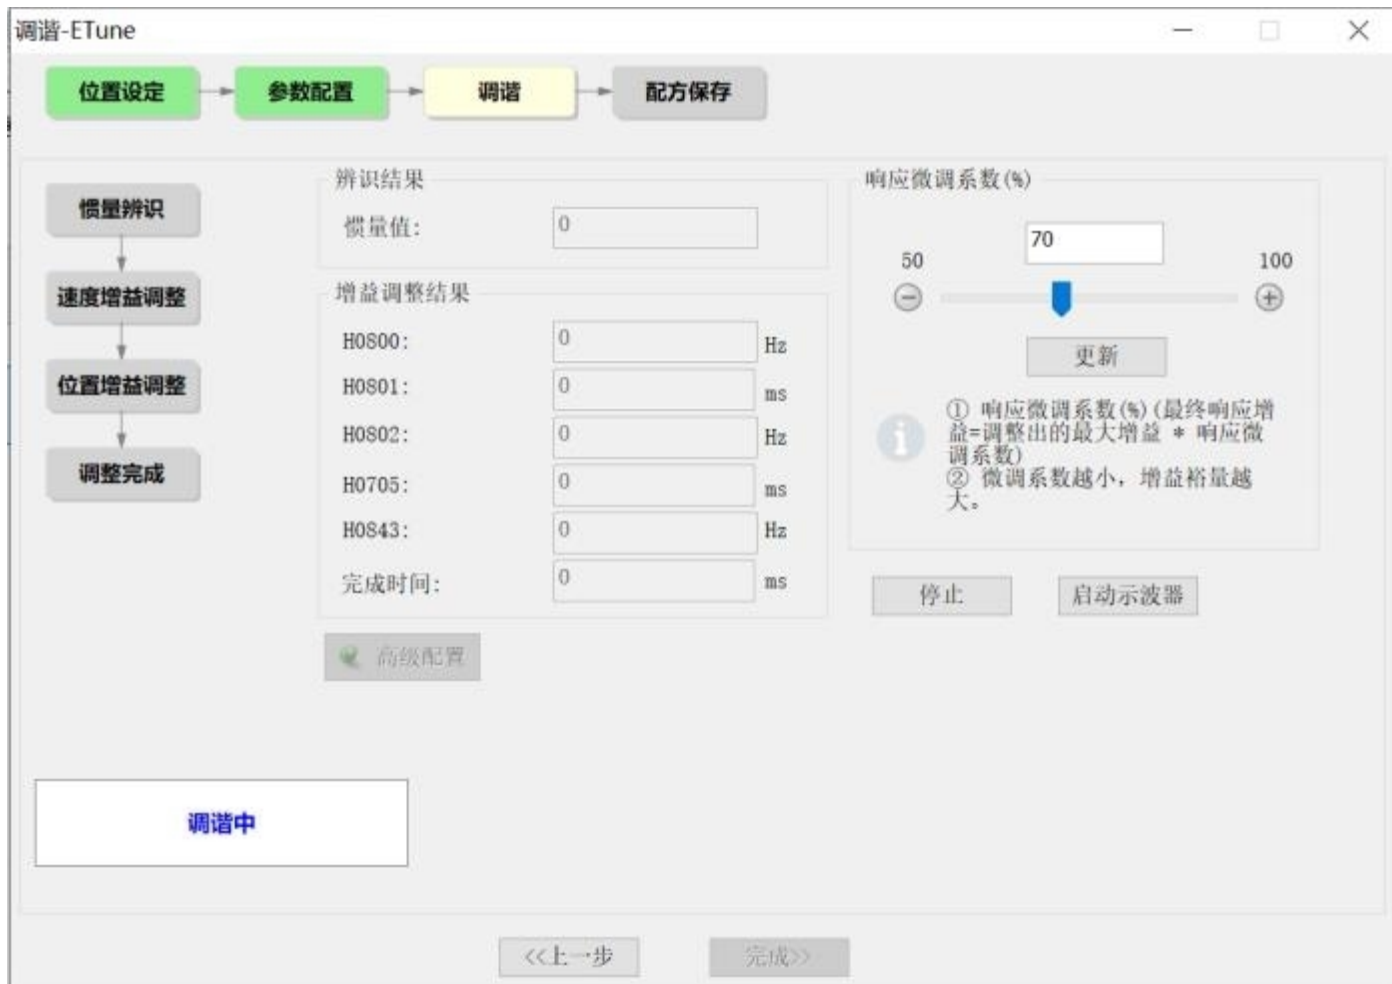 调谐-ETune
位置设定
参数配置
调谐
配方保存
惯量辨识
速度增益调整
位置增益调整
调整完成
辨识结果
惯量值:
0
增益调整结果
H0800:
0
Hz
H0801:
0
ms
H0802:
0
Hz
H0705:
0
ms
H0843:
0
Hz
完成时间:
0
ms
高级配置
响应微调系数(%)
70
50
100
更新
① 响应微调系数(%)(最终响应增
益=调整出的最大增益 * 响应微
调系数)
② 微调系数越小，增益裕量越
大。
停止
启动示波器
调谐中
<<上一步
完成>>